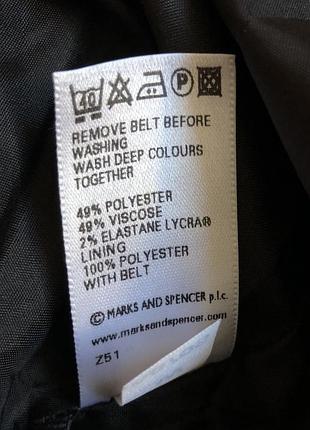 40 P
REMOVE BELT BEFORE
WASHING
WASH DEEP COLOURS
TOGETHER
49% POLYESTER
49% VISCOSE
2% ELASTANE LYCRA®
LINING
100% POLYESTER
WITH BELT
© MARKS AND SPENCER p.l.c.
www.marksandspencer.com
Z51